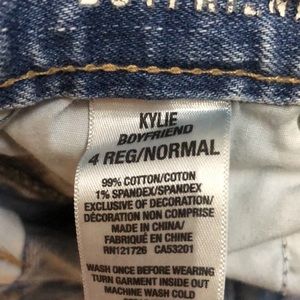 BOYFRIEND
KYLIE
BOYFRIEND
4 REG/NORMAL
99% COTTON/COTON
1% SPANDEX/SPANDEX
EXCLUSIVE OF DECORATION/
DÉCORATION NON COMPRISE
MADE IN CHINA/
FABRIQUÉ EN CHINE
RN121726 CA53201
WASH ONCE BEFORE WEARING
TURN GARMENT INSIDE OUT
MACHINE WASH COLD